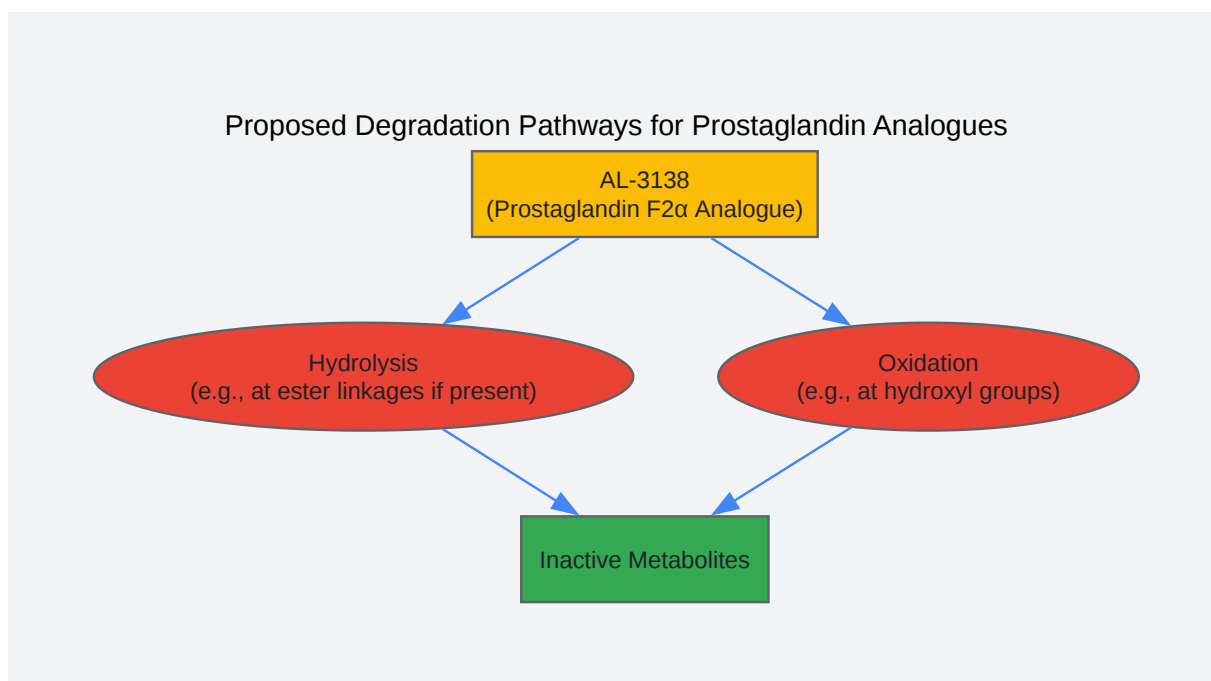 Proposed Degradation Pathways for Prostaglandin Analogues
AL-3138
(Prostaglandin F2α Analogue)
Hydrolysis
(e.g., at ester linkages if present)
Oxidation
(e.g., at hydroxyl groups)
Inactive Metabolites